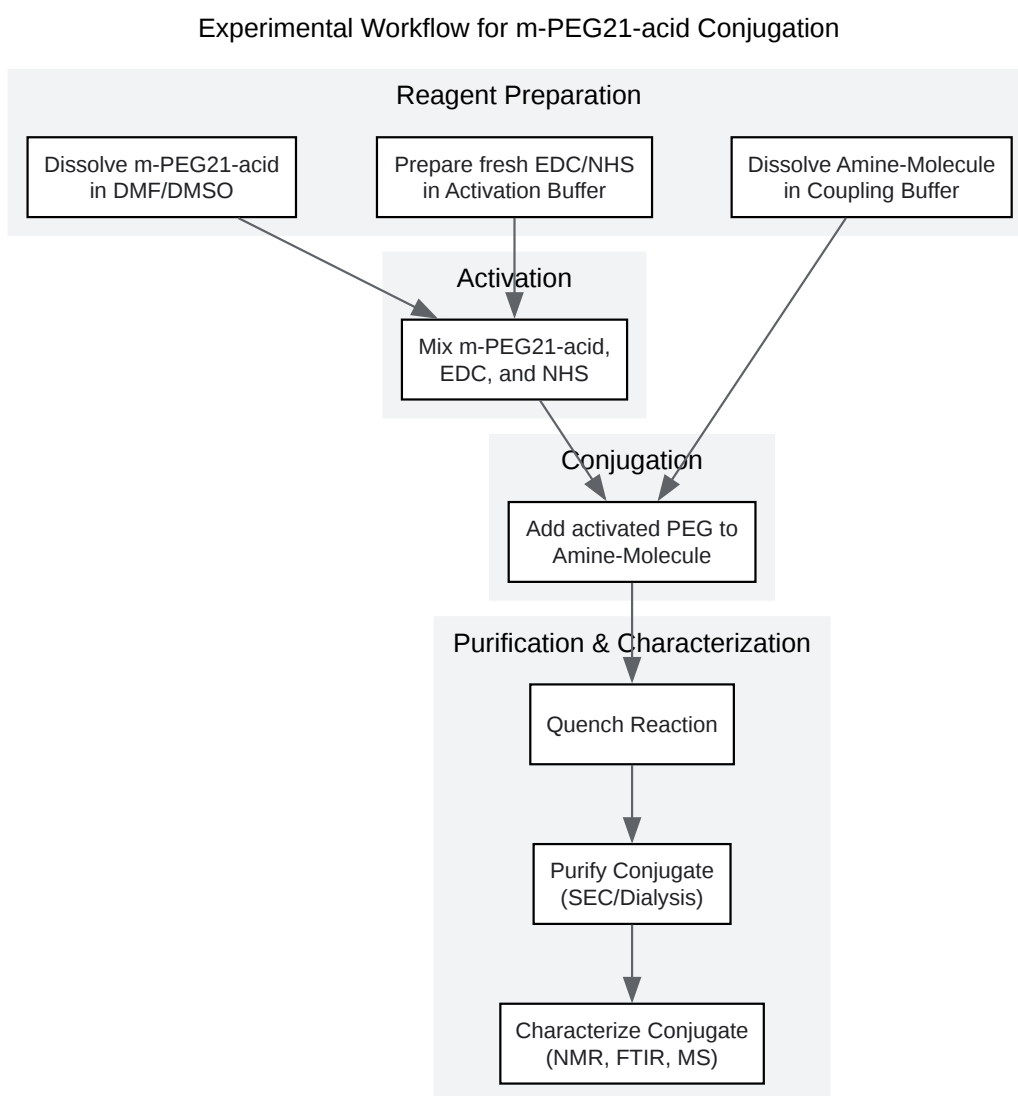 Experimental Workflow for m-PEG21-acid Conjugation
Reagent Preparation
Dissolve m-PEG21-acid
in DMF/DMSO
Prepare fresh EDC/NHS
in Activation Buffer
Dissolve Amine-Molecule
in Coupling Buffer
Activation
Mix m-PEG21-acid,
EDC, and NHS
Conjugation
Add activated PEG to
Amine-Molecule
Purification & Characterization
Quench Reaction
Purify Conjugate
(SEC/Dialysis)
Characterize Conjugate
(NMR, FTIR, MS)